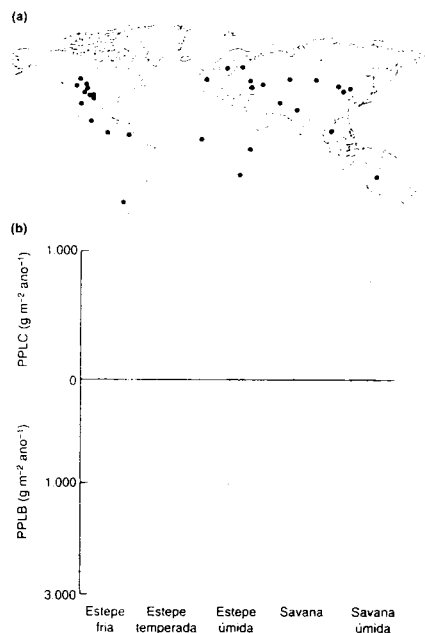 (a)
(b)
1.000
PPLC (g m⁻² ano⁻¹)
0
PPLB (g m⁻² ano⁻¹)
1.000
3.000
Estepe fria
Estepe temperada
Estepe úmida
Savana
Savana úmida